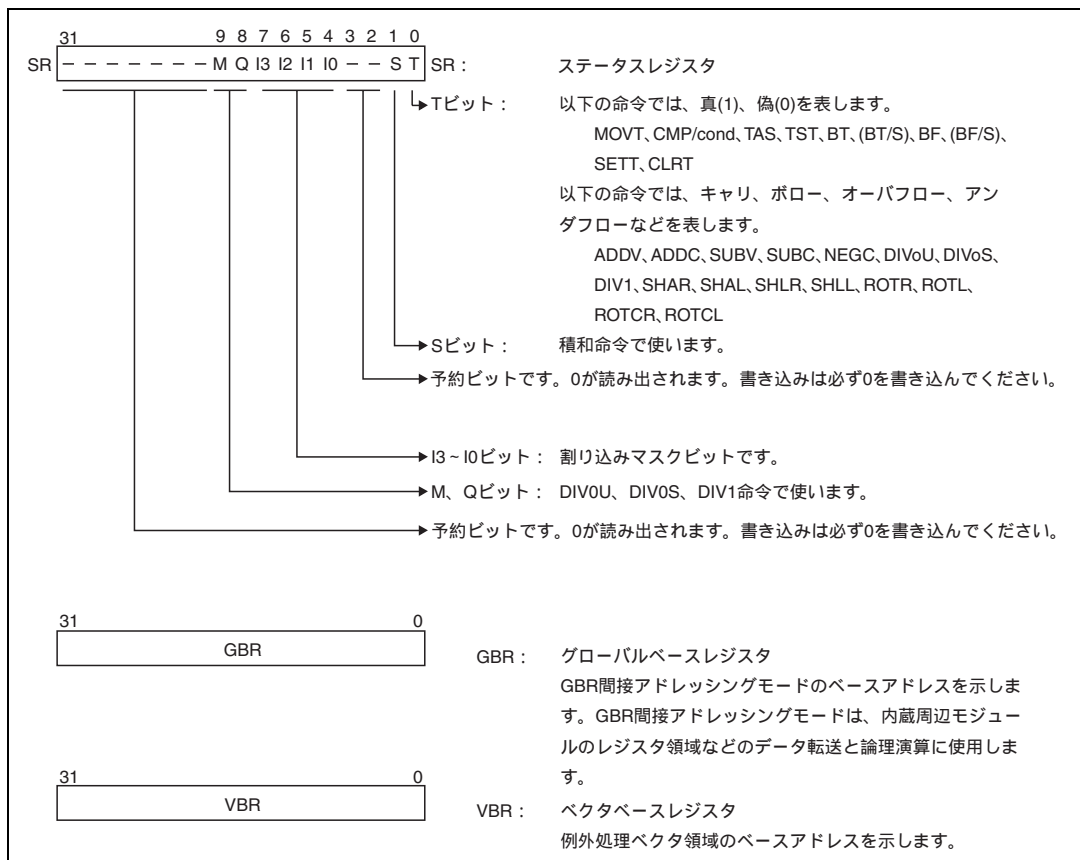 31 9 8 7 6 5 4 3 2 1 0
SR － － － － － － － M Q I3 I2 I1 I0 － － S T SR： ステータスレジスタ
Tビット： 以下の命令では、真(1)、偽(0)を表します。
MOVT、CMP/cond、TAS、TST、BT、(BT/S)、BF、(BF/S)、
SETT、CLRT
以下の命令では、キャリ、ボロー、オーバフロー、アン
ダフローなどを表します。
ADDV、ADDC、SUBV、SUBC、NEGC、DIVoU、DIVoS、
DIV1、SHAR、SHAL、SHLR、SHLL、ROTR、ROTL、
ROTCR、ROTCL
Sビット： 積和命令で使います。
予約ビットです。0が読み出されます。書き込みは必ず0を書き込んでください。
I3~I0ビット： 割り込みマスクビットです。
M、Qビット： DIV0U、DIV0S、DIV1命令で使います。
予約ビットです。0が読み出されます。書き込みは必ず0を書き込んでください。
31 0
GBR
GBR： グローバルベースレジスタ
GBR間接アドレッシングモードのベースアドレスを示しま
す。GBR間接アドレッシングモードは、内蔵周辺モジュー
ルのレジスタ領域などのデータ転送と論理演算に使用しま
す。
31 0
VBR
VBR： ベクタベースレジスタ
例外処理ベクタ領域のベースアドレスを示します。